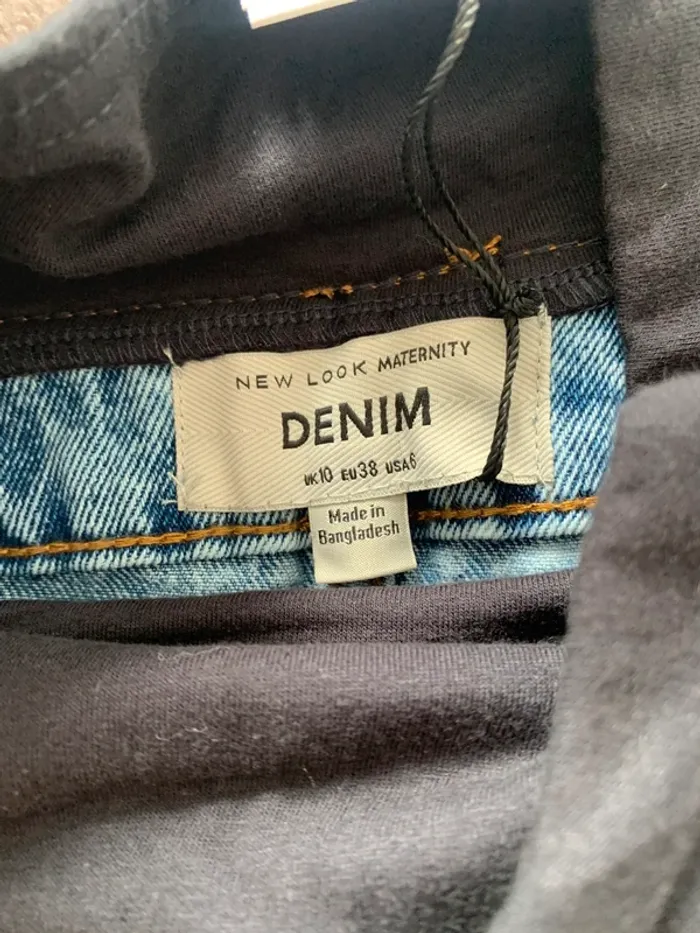 NEW LOOK MATERNITY
DENIM
UK10 EU38 USA6
Made in
Bangladesh